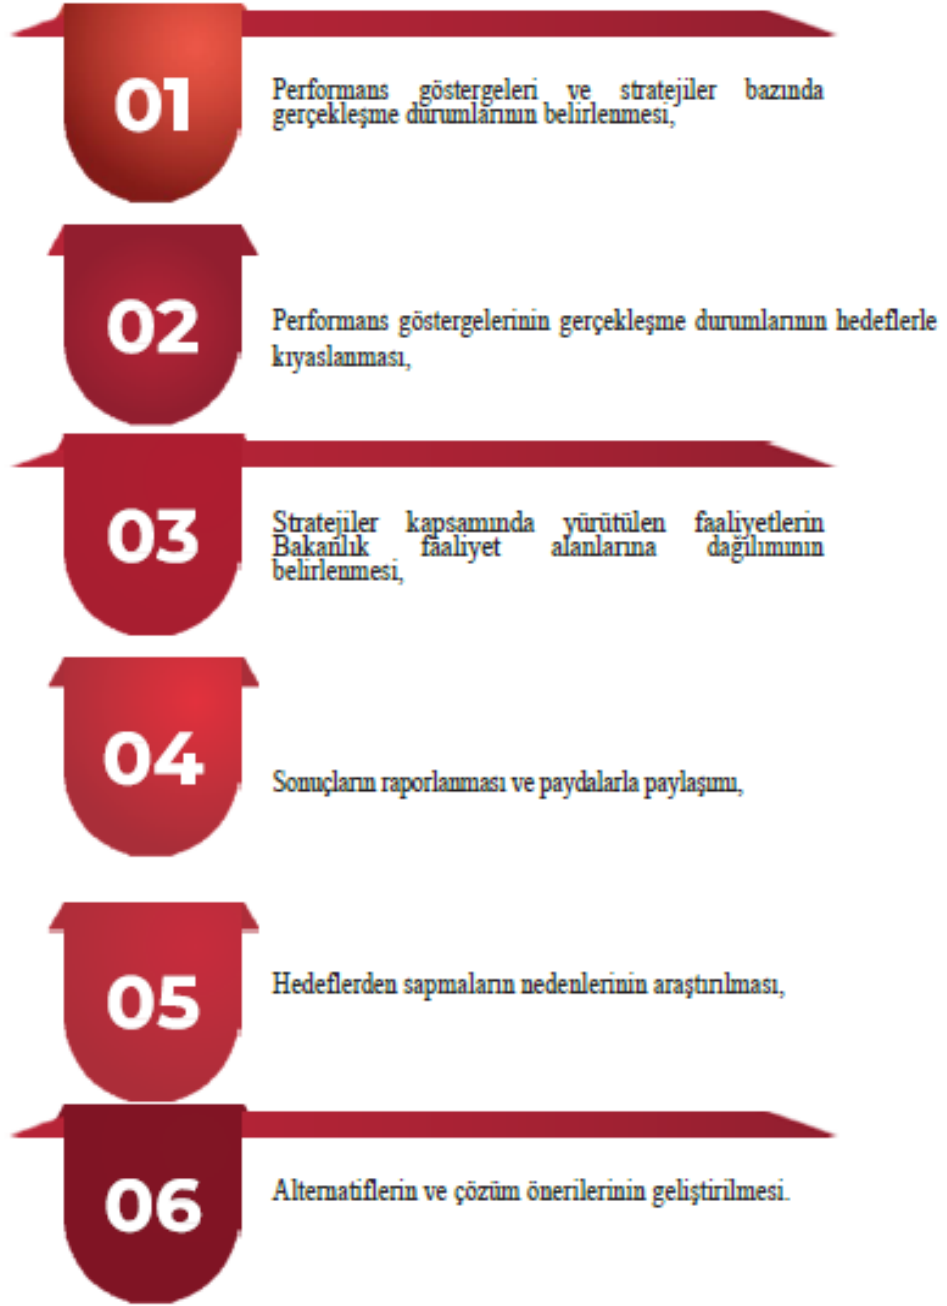 01
Performans göstergeleri ve stratejiler bazında
gerçekleşme durumlarının belirlenmesi,
02
Performans göstergelerinin gerçekleşme durumlarının hedeflerle
kıyaslanması,
03
Stratejiler kapsamında yürütülen faaliyetlerin
Bakanlık faaliyet alanlarına dağılımının
belirlenmesi,
04
Sonuçların raporlanması ve paydalarla paylaşımı,
05
Hedeflerden sapmaların nedenlerinin araştırılması,
06
Alternatiflerin ve çözüm önerilerinin geliştirilmesi.